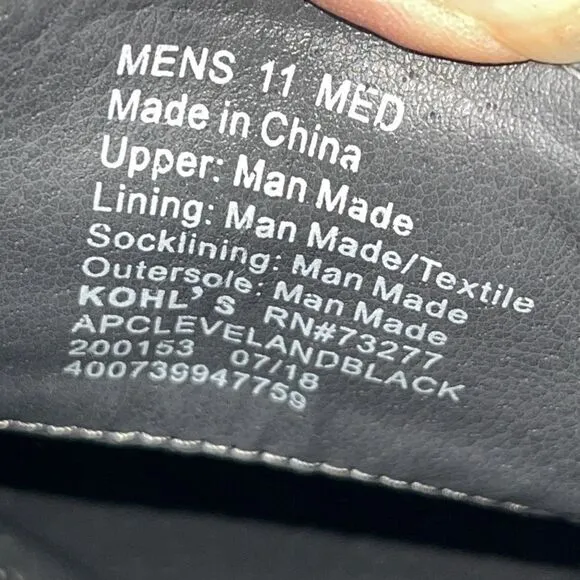 MENS 11 MED
Made in China
Upper: Man Made
Lining: Man Made/Textile
Socklining: Man Made
Outersole: Man Made
KOHL'S RN#73277
APCLEVELANDBLACK
200153 07/18
400739947759